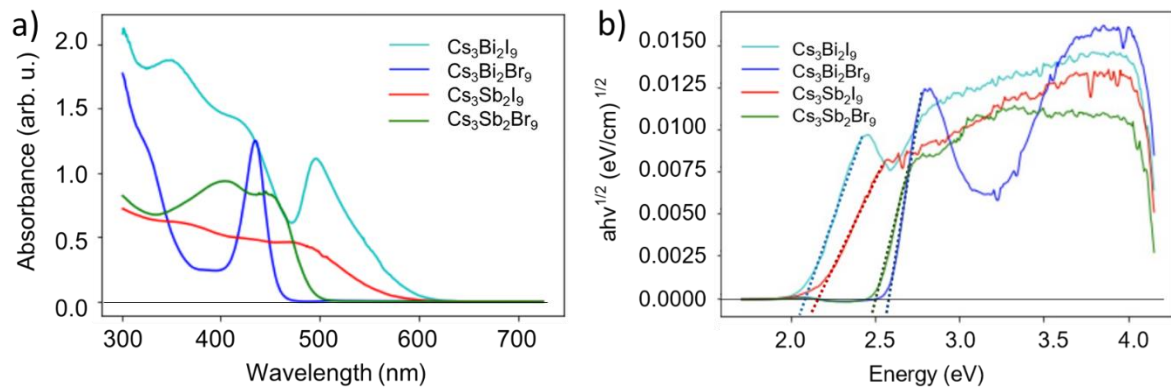 a)
Absorbance (arb. u.)
2.0
1.5
1.0
0.5
0.0
300
400
500
600
700
Wavelength (nm)
Cs₃Bi₂I₉
Cs₃Bi₂Br₉
Cs₃Sb₂I₉
Cs₃Sb₂Br₉
b)
ahv¹/² (eV/cm)¹/²
0.0150
0.0125
0.010
0.0075
0.0050
0.0025
0.0000
2.0
2.5
3.0
3.5
4.0
Energy (eV)
Cs₃Bi₂I₉
Cs₃Bi₂Br₉
Cs₃Sb₂I₉
Cs₃Sb₂Br₉